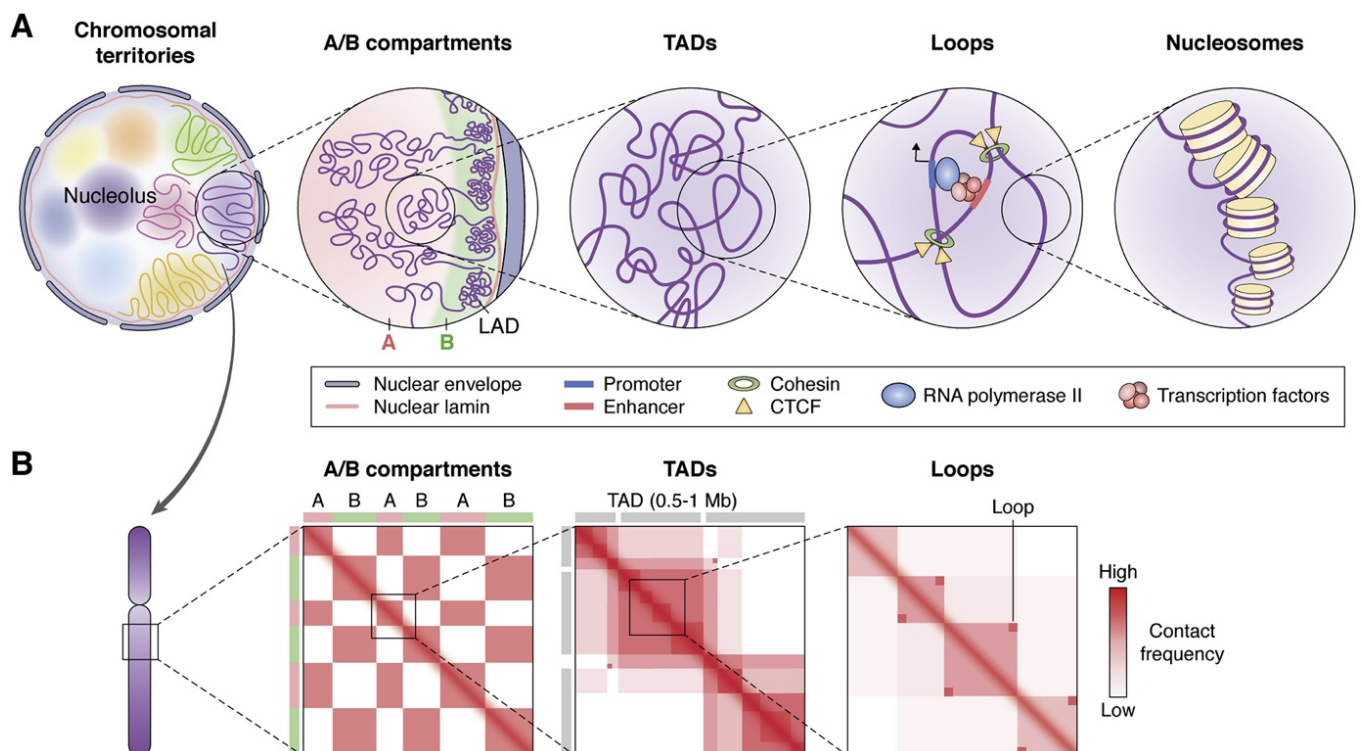 A
Chromosomal
territories
A/B compartments
TADs
Loops
Nucleosomes
Nucleolus
LAD
A
B
Nuclear envelope
Promoter
Cohesin
RNA polymerase II
Transcription factors
Nuclear lamin
Enhancer
CTCF
B
A/B compartments
TADs
Loops
A B A B A B
TAD (0.5-1 Mb)
Loop
High
Contact
frequency
Low